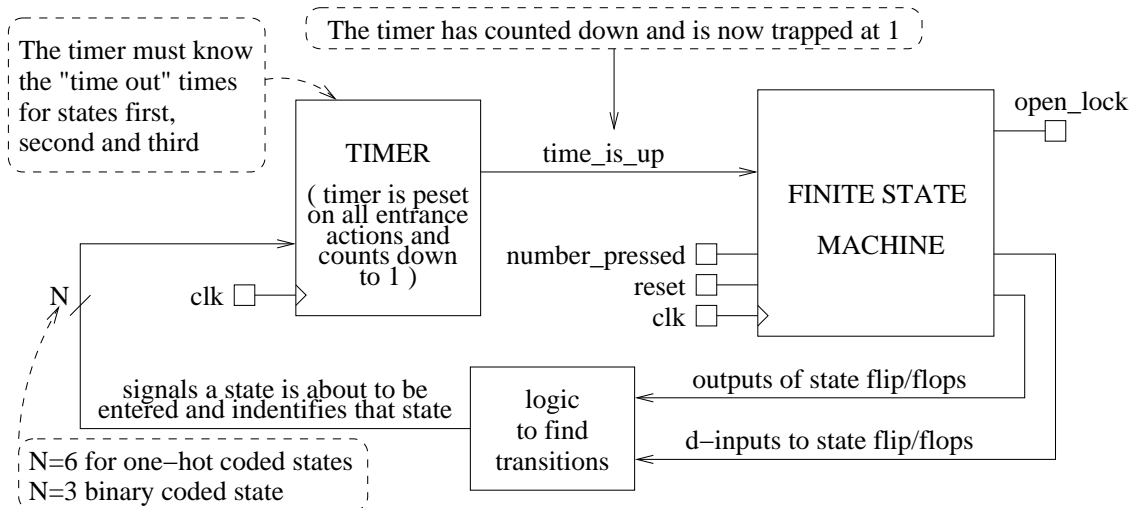 The timer has counted down and is now trapped at 1
The timer must know
the "time out" times
for states first,
second and third
TIMER
( timer is peset
on all entrance
actions and
counts down
to 1 )
time_is_up
open_lock
FINITE STATE
MACHINE
number_pressed
reset
clk
clk
N
signals a state is about to be
entered and indentifies that state
logic
to find
transitions
outputs of state flip/flops
d−inputs to state flip/flops
N=6 for one−hot coded states
N=3 binary coded state